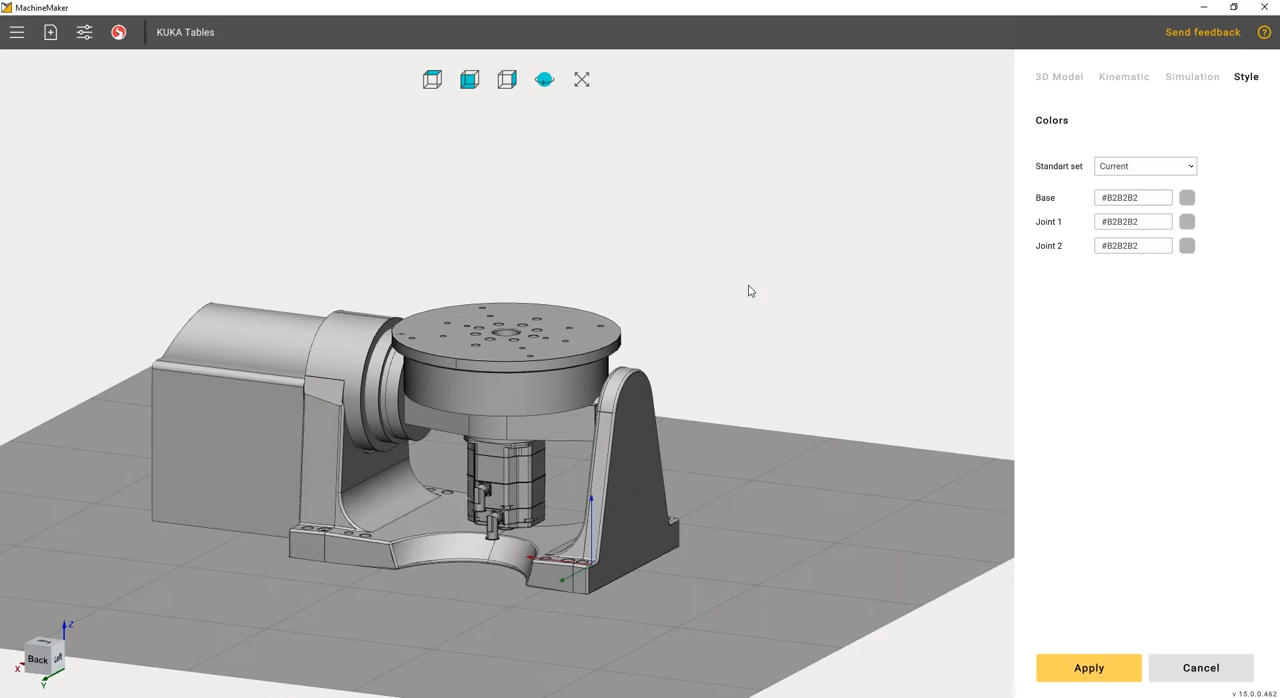 MachineMaker
KUKA Tables
Send feedback
?
3D Model Kinematic Simulation Style
Colors
Standart set Current
Base #B2B2B2
Joint 1 #B2B2B2
Joint 2 #B2B2B2
Z
Back Left
X
Y
Apply Cancel
v 15.0.0.462